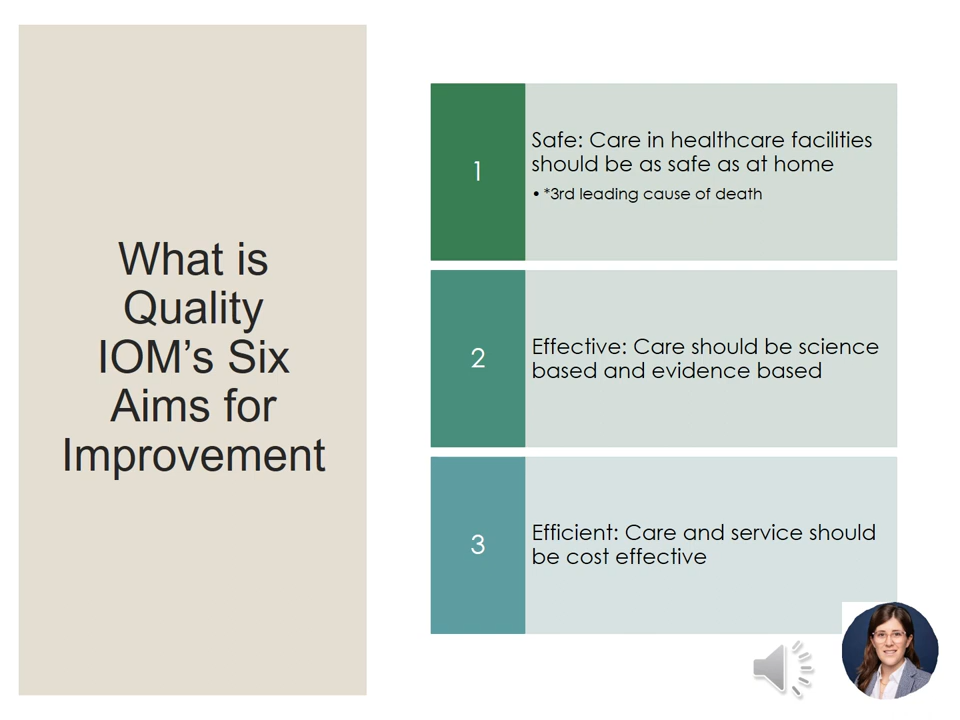 What is
Quality
IOM’s Six
Aims for
Improvement
1
Safe: Care in healthcare facilities
should be as safe as at home
• *3rd leading cause of death
2
Effective: Care should be science
based and evidence based
3
Efficient: Care and service should
be cost effective